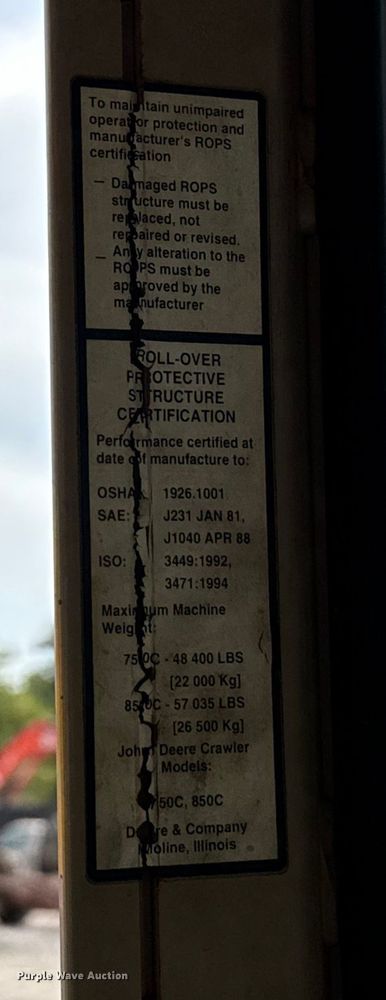 To maintain unimpaired
operator protection and
manufacturer's ROPS
certification
— Damaged ROPS
structure must be
replaced, not
repaired or revised.
— Any alteration to the
ROPS must be
approved by the
manufacturer
ROLL-OVER
PROTECTIVE
STRUCTURE
CERTIFICATION
Performance certified at
date of manufacture to:
OSHA: 1926.1001
SAE: J231 JAN 81,
J1040 APR 88
ISO: 3449:1992,
3471:1994
Maximum Machine
Weight:
750C - 48 400 LBS
[22 000 Kg]
850C - 57 035 LBS
[26 500 Kg]
John Deere Crawler
Models:
750C, 850C
Deere & Company
Moline, Illinois
Purple Wave Auction